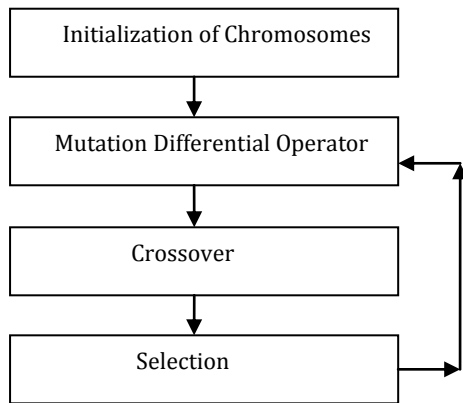 Initialization of Chromosomes
Mutation Differential Operator
Crossover
Selection